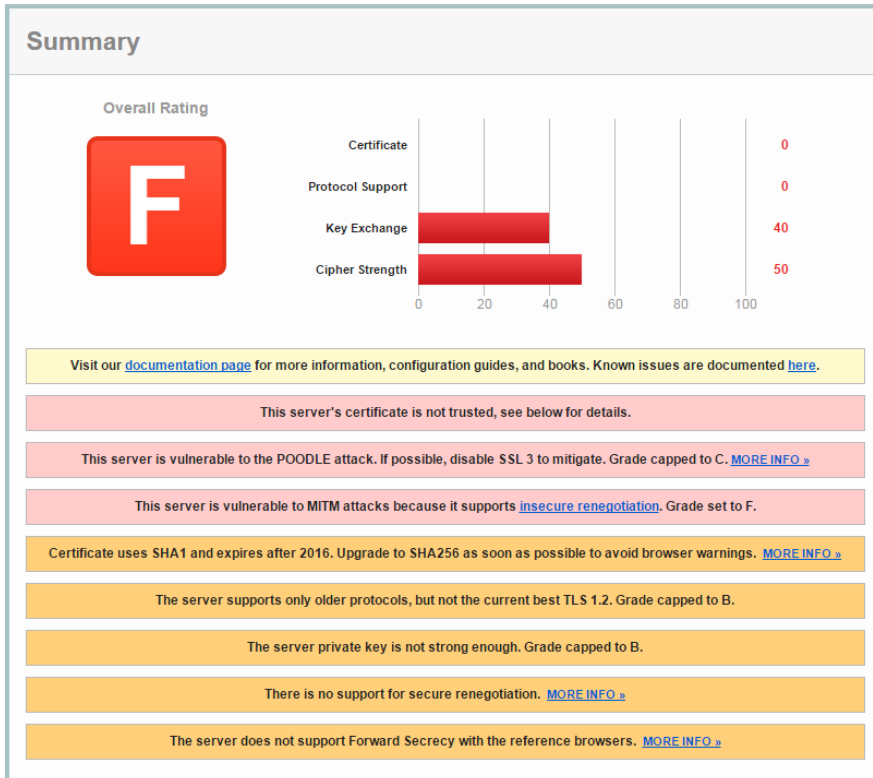 Summary
Overall Rating
F
Certificate 0
Protocol Support 0
Key Exchange 40
Cipher Strength 50
0 20 40 60 80 100
Visit our documentation page for more information, configuration guides, and books. Known issues are documented here.
This server's certificate is not trusted, see below for details.
This server is vulnerable to the POODLE attack. If possible, disable SSL 3 to mitigate. Grade capped to C. MORE INFO »
This server is vulnerable to MITM attacks because it supports insecure renegotiation. Grade set to F.
Certificate uses SHA1 and expires after 2016. Upgrade to SHA256 as soon as possible to avoid browser warnings. MORE INFO »
The server supports only older protocols, but not the current best TLS 1.2. Grade capped to B.
The server private key is not strong enough. Grade capped to B.
There is no support for secure renegotiation. MORE INFO »
The server does not support Forward Secrecy with the reference browsers. MORE INFO »